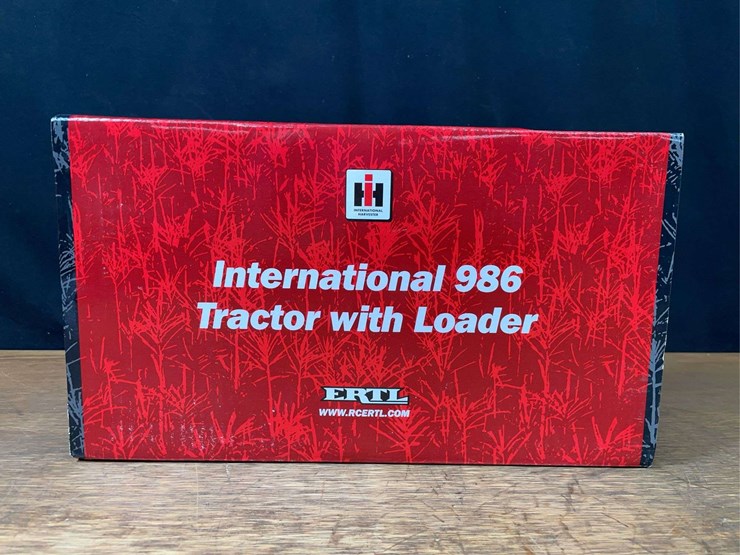 IH
INTERNATIONAL
HARVESTER
International 986
Tractor with Loader
ERTL
WWW.RCERTL.COM